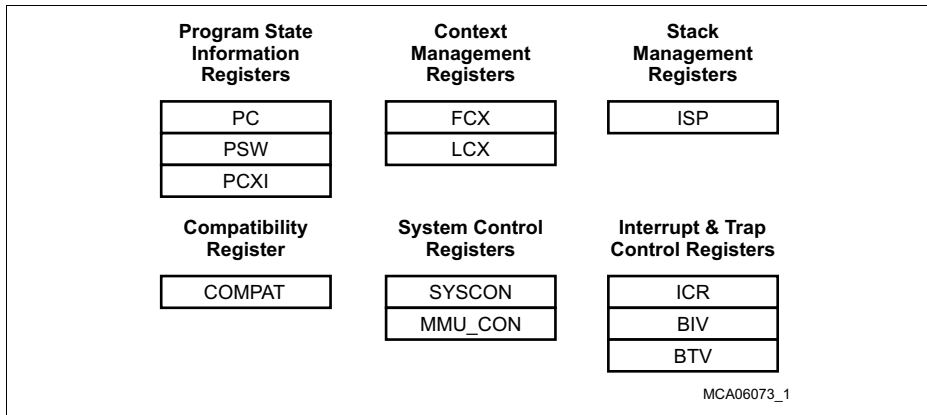 Program State
Information
Registers
PC
PSW
PCXI
Context
Management
Registers
FCX
LCX
Stack
Management
Registers
ISP
Compatibility
Register
COMPAT
System Control
Registers
SYSCON
MMU_CON
Interrupt & Trap
Control Registers
ICR
BIV
BTV
MCA06073_1